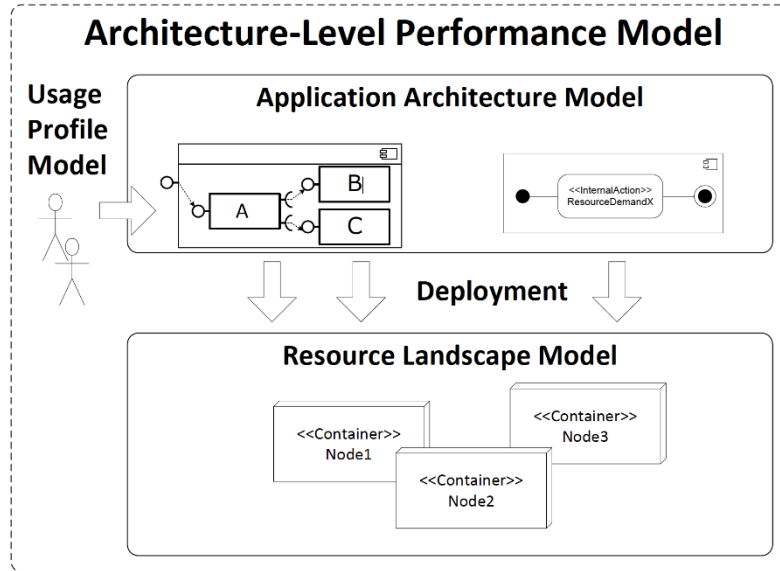 Architecture-Level Performance Model
Usage
Profile
Model
Application Architecture Model
A
B
C
<<InternalAction>>
ResourceDemandX
Deployment
Resource Landscape Model
<<Container>>
Node1
<<Container>>
Node2
<<Container>>
Node3